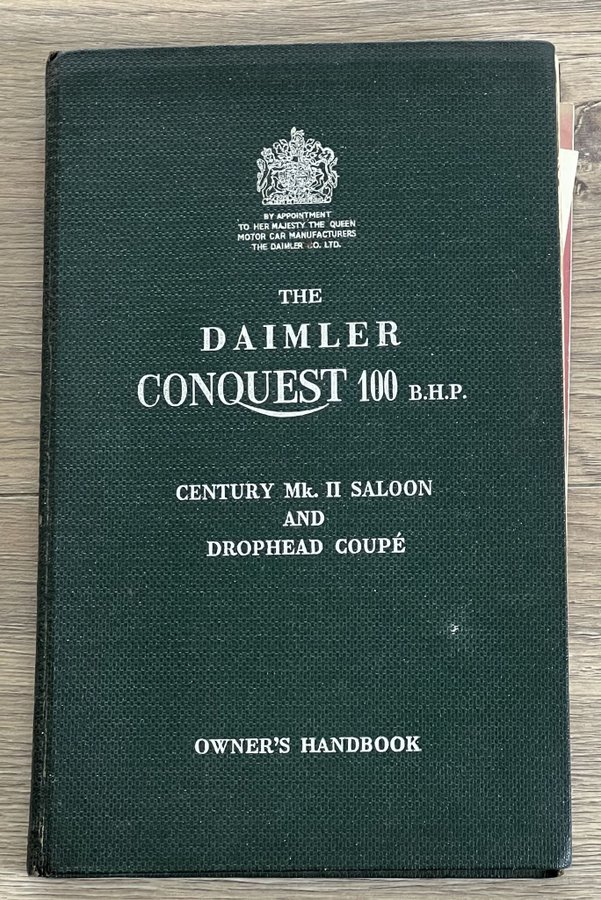 BY APPOINTMENT
TO HER MAJESTY THE QUEEN
MOTOR CAR MANUFACTURERS
THE DAIMLER CO. LTD.
THE
DAIMLER
CONQUEST 100 B.H.P.
CENTURY Mk. II SALOON
AND
DROPHEAD COUPÉ
OWNER'S HANDBOOK